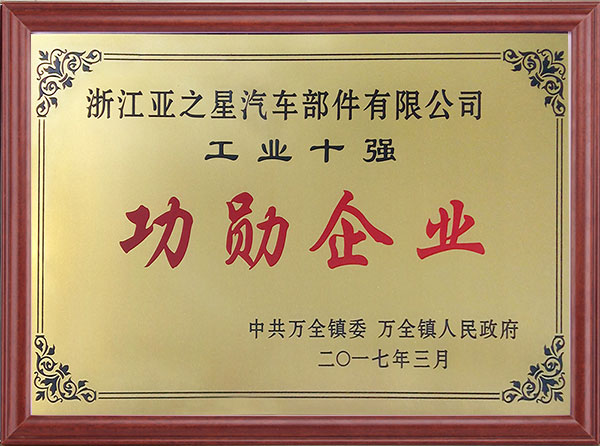 浙江亚之星汽车部件有限公司
工业十强
功勋企业
中共万全镇委 万全镇人民政府
二〇一七年三月